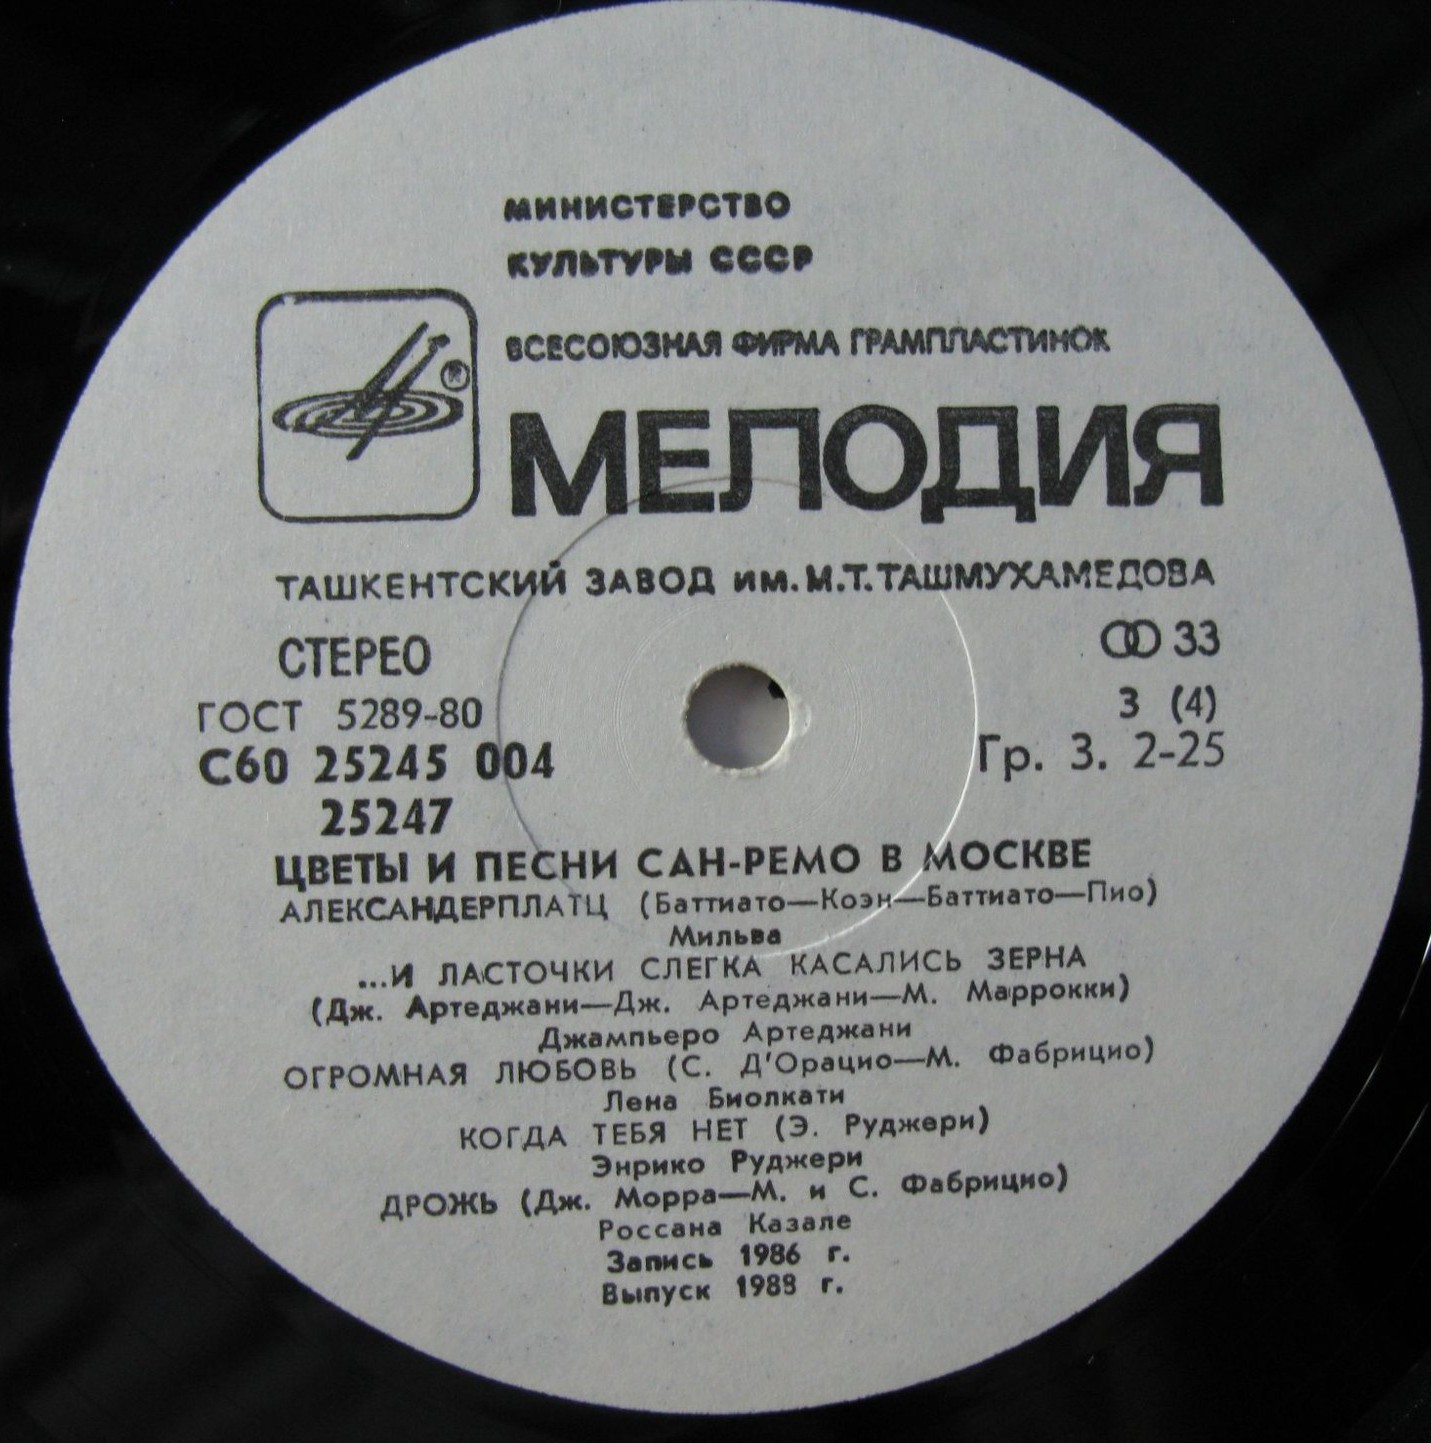 МИНИСТЕРСТВО
КУЛЬТУРЫ СССР
ВСЕСОЮЗНАЯ ФИРМА ГРАМПЛАСТИНОК
®
МЕЛОДИЯ
ТАШКЕНТСКИЙ ЗАВОД им. М.Т.ТАШМУХАМЕДОВА
СТЕРЕО
33
ГОСТ 5289-80
3 (4)
С60 25245 004
Гр. 3. 2-25
25247
ЦВЕТЫ И ПЕСНИ САН-РЕМО В МОСКВЕ
АЛЕКСАНДЕРПЛАТЦ (Баттиато—Коэн—Баттиато—Пио)
Мильва
...И ЛАСТОЧКИ СЛЕГКА КАСАЛИСЬ ЗЕРНА
(Дж. Артеджани—Дж. Артеджани—М. Маррокки)
Джампьеро Артеджани
ОГРОМНАЯ ЛЮБОВЬ (С. Д'Орацио—М. Фабрицио)
Лена Биолкати
КОГДА ТЕБЯ НЕТ (Э. Руджери)
Энрико Руджери
ДРОЖЬ (Дж. Морра—М. и С. Фабрицио)
Россана Казале
Запись 1986 г.
Выпуск 1988 г.